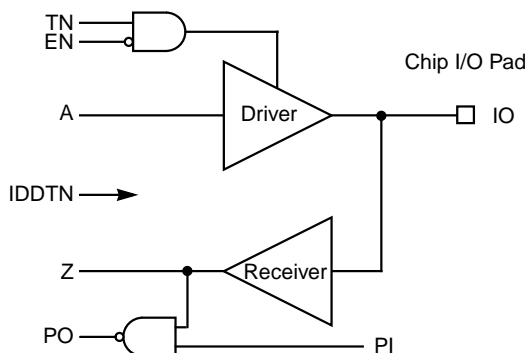 TN
EN
Chip I/O Pad
A
Driver
IO
IDDTN
Z
Receiver
PO
PI